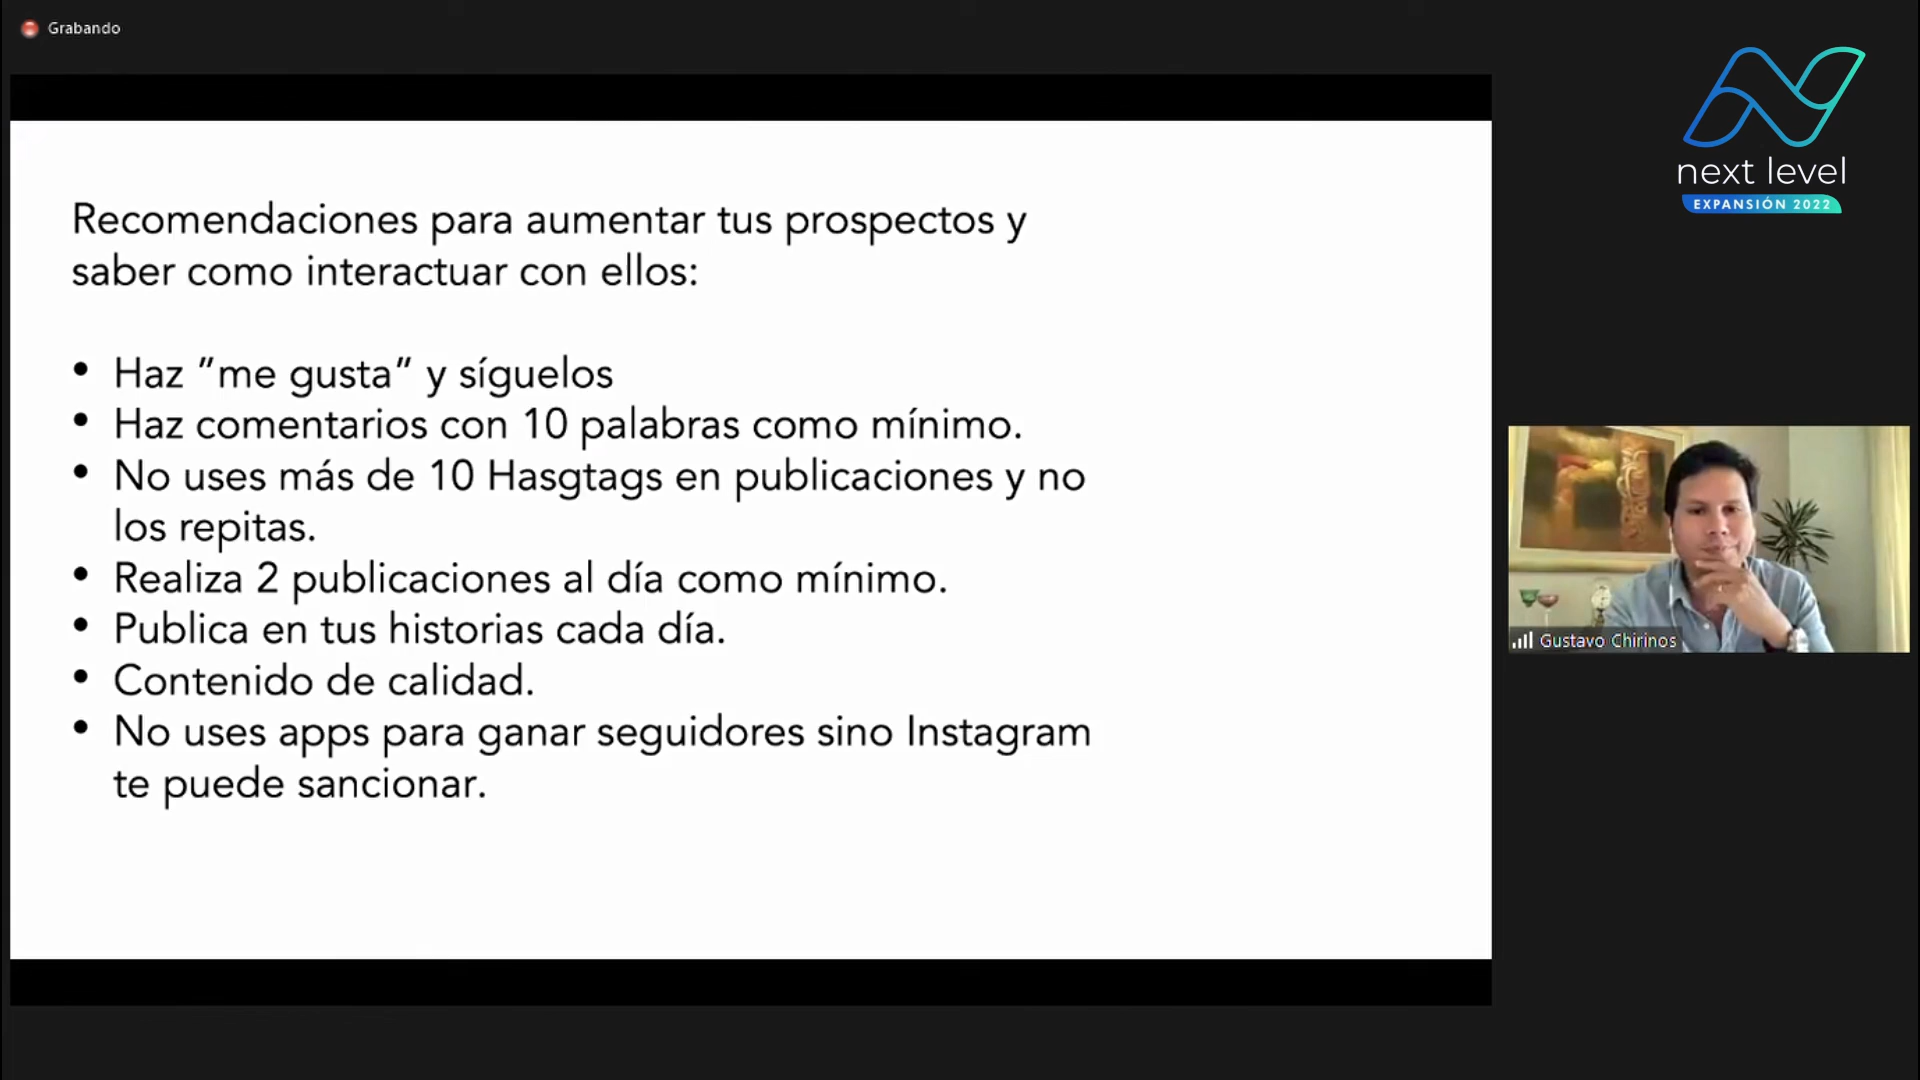 Grabando
next level
EXPANSIÓN 2022
Recomendaciones para aumentar tus prospectos y
saber como interactuar con ellos:
• Haz ”me gusta” y síguelos
• Haz comentarios con 10 palabras como mínimo.
• No uses más de 10 Hasgtags en publicaciones y no
los repitas.
• Realiza 2 publicaciones al día como mínimo.
• Publica en tus historias cada día.
• Contenido de calidad.
• No uses apps para ganar seguidores sino Instagram
te puede sancionar.
Gustavo Chirinos